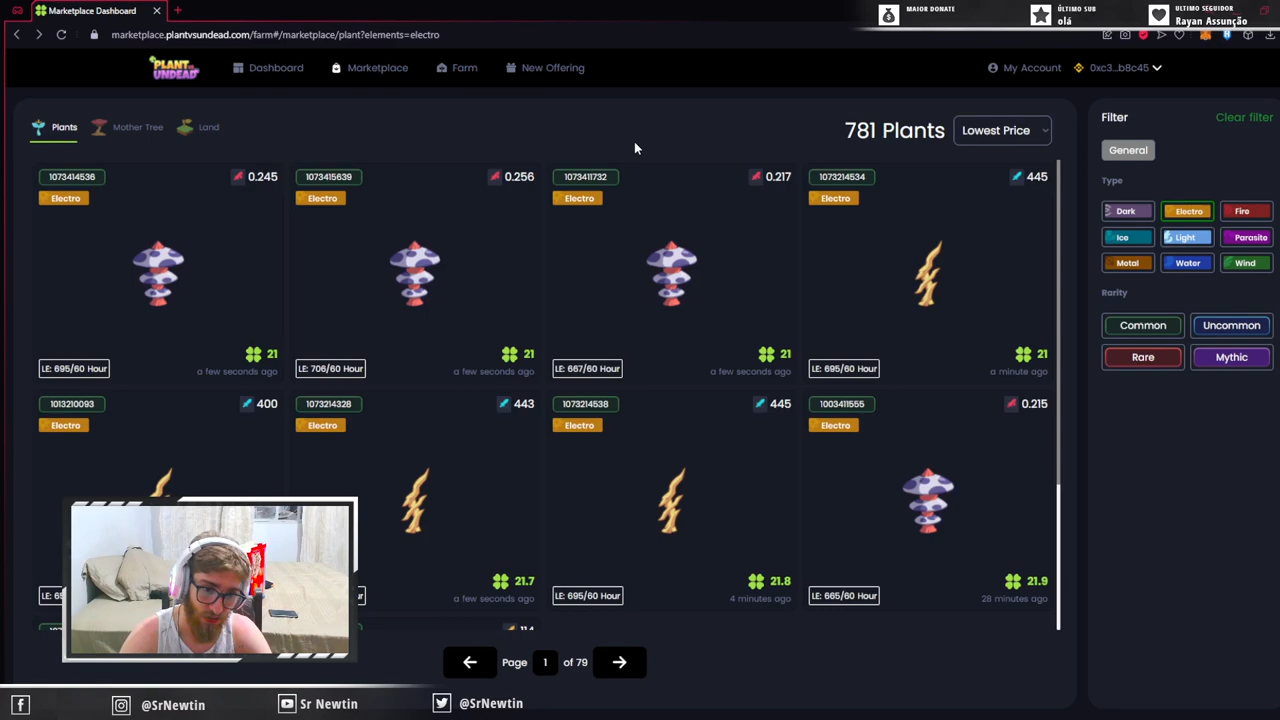 Marketplace Dashboard
MAIOR DONATE
ÚLTIMO SUB
olá
ÚLTIMO SEGUIDOR
Rayan Assunção
marketplace.plantvsundead.com/farm#/marketplace/plant?elements=electro
PLANT
UNDEAD
Dashboard
Marketplace
Farm
New Offering
My Account
0xc3...b8c45
Plants
Mother Tree
Land
781 Plants
Lowest Price
1073414536
0.245
Electro
21
LE: 695/60 Hour
a few seconds ago
1073415639
0.256
Electro
21
LE: 706/60 Hour
a few seconds ago
1073411732
0.217
Electro
21
LE: 667/60 Hour
a few seconds ago
1073214534
445
Electro
21
LE: 695/60 Hour
a minute ago
1013210093
400
Electro
1073214328
443
Electro
21.7
a few seconds ago
1073214538
445
Electro
21.8
LE: 695/60 Hour
4 minutes ago
1003411555
0.215
Electro
21.9
LE: 665/60 Hour
28 minutes ago
Page 1 of 79
Filter
Clear filter
General
Type
Dark
Electro
Fire
Ice
Light
Parasite
Metal
Water
Wind
Rarity
Common
Uncommon
Rare
Mythic
@SrNewtin
Sr Newtin
@SrNewtin